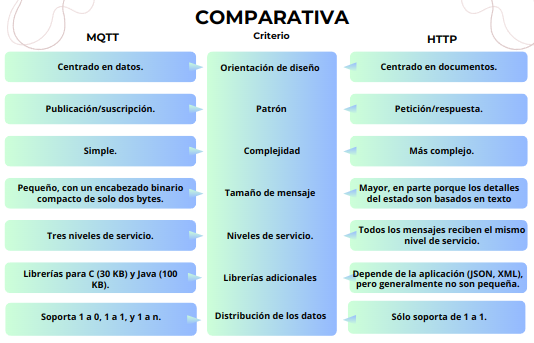 COMPARATIVA
MQTT
Criterio
HTTP
Centrado en datos.
Orientación de diseño
Centrado en documentos.
Publicación/suscripción.
Patrón
Petición/respuesta.
Simple.
Complejidad
Más complejo.
Pequeño, con un encabezado binario
compacto de solo dos bytes.
Tamaño de mensaje
Mayor, en parte porque los detalles
del estado son basados en texto
Tres niveles de servicio.
Niveles de servicio.
Todos los mensajes reciben el mismo
nivel de servicio.
Librerías para C (30 KB) y Java (100
KB).
Librerías adicionales
Depende de la aplicación (JSON, XML),
pero generalmente no son pequeña.
Soporta 1 a 0, 1 a 1, y 1 a n.
Distribución de los datos
Sólo soporte de 1 a 1.